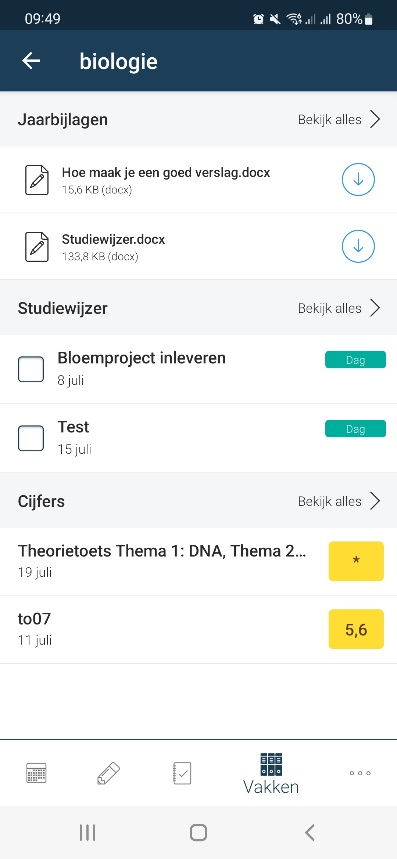 09:49
80%
biologie
Jaarbijlagen
Bekijk alles
Hoe maak je een goed verslag.docx
15,6 KB (docx)
Studiewijzer.docx
133,8 KB (docx)
Studiewijzer
Bekijk alles
Bloemproject inleveren
Dag
8 juli
Test
Dag
15 juli
Cijfers
Bekijk alles
Theorietoets Thema 1: DNA, Thema 2...
*
19 juli
to07
5,6
11 juli
Vakken